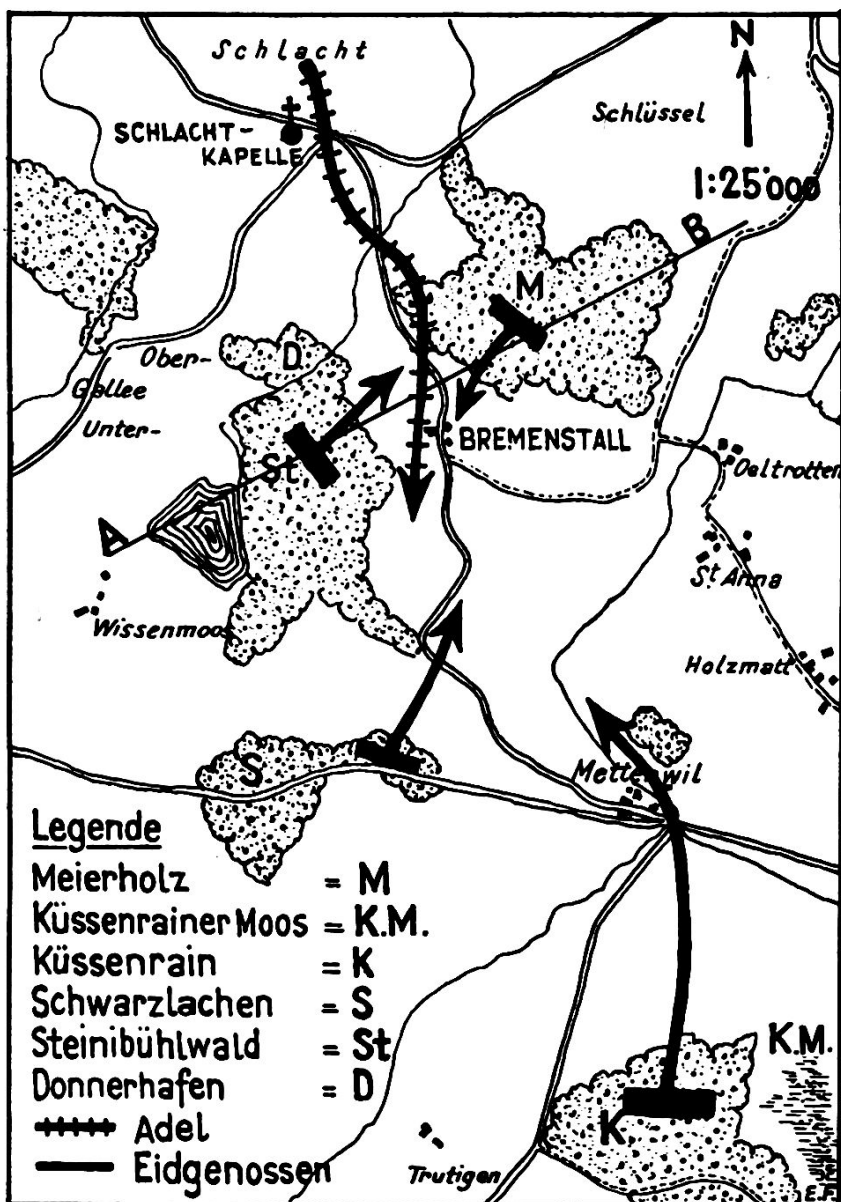 Schlacht
N
SCHLACHT-
KAPELLE
Schlüssel
1:25'000
B
M
D
Ober-
Gallee
Unter-
St
BREMENSTALL
Oeltrotten
A
St. Anna
Wissenmoos
Holzmatt
S
Mettenwil
Legende
Meierholz = M
Küssenrainer Moos = K.M.
Küssenrain = K
Schwarzlachen = S
Steinibühlwald = St
Donnerhafen = D
Adel
Eidgenossen
K.M.
K
Trutigen